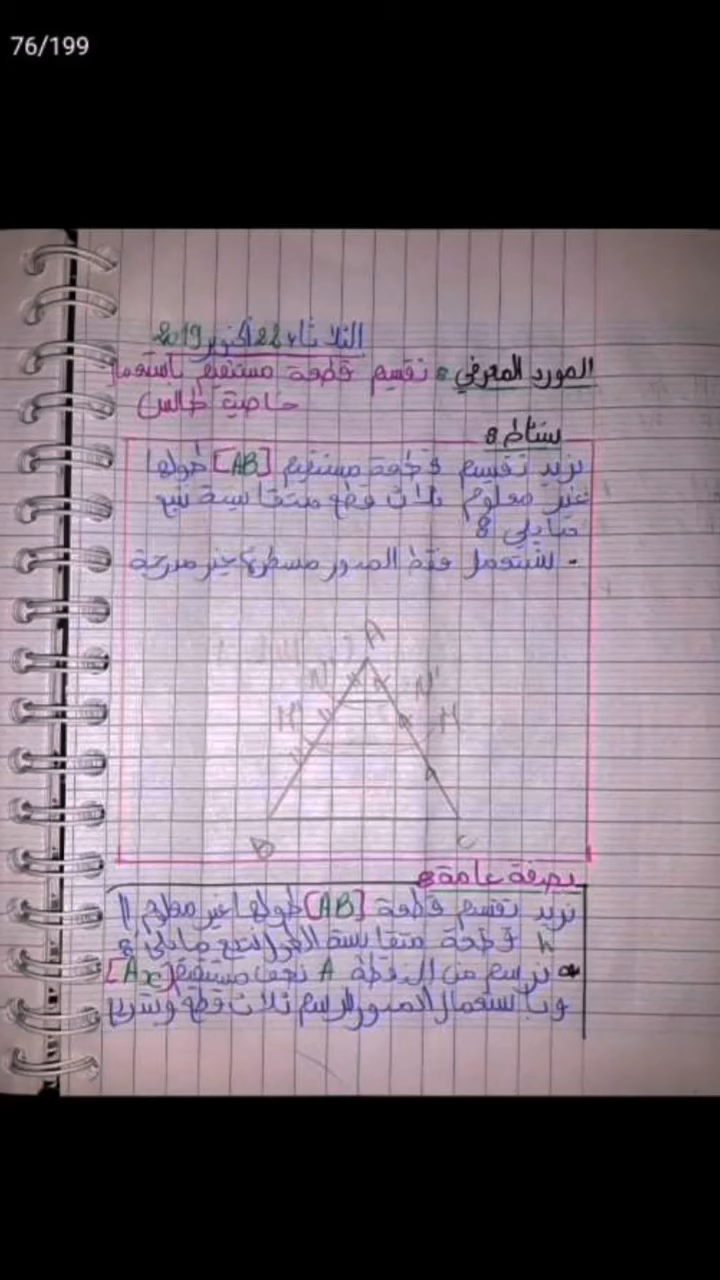 76/199
الثلاثاء 22 أكتوبر 2019
المورد المعرفي: تقسيم قطعة مستقيم باستعمال
خاصية طالس
نشاط:
نريد تقسيم قطعة مستقيم [AB] طولها
غير معلوم ثلاث قطع متقايسة نتبع
مايلي:
- نستعمل فقط المدور مسطرة غير مدرجة
A
N' N'
M' M
B C
بصفة عامة:
نريد تقسيم قطعة [AB] طولها غير معلوم إلى
n قطعة متقايسة الطول نتبع مايلي:
نرسم من النقطة A نصف مستقيم [Ax)
وباستعمال المدور نرسم ثلاث قطع